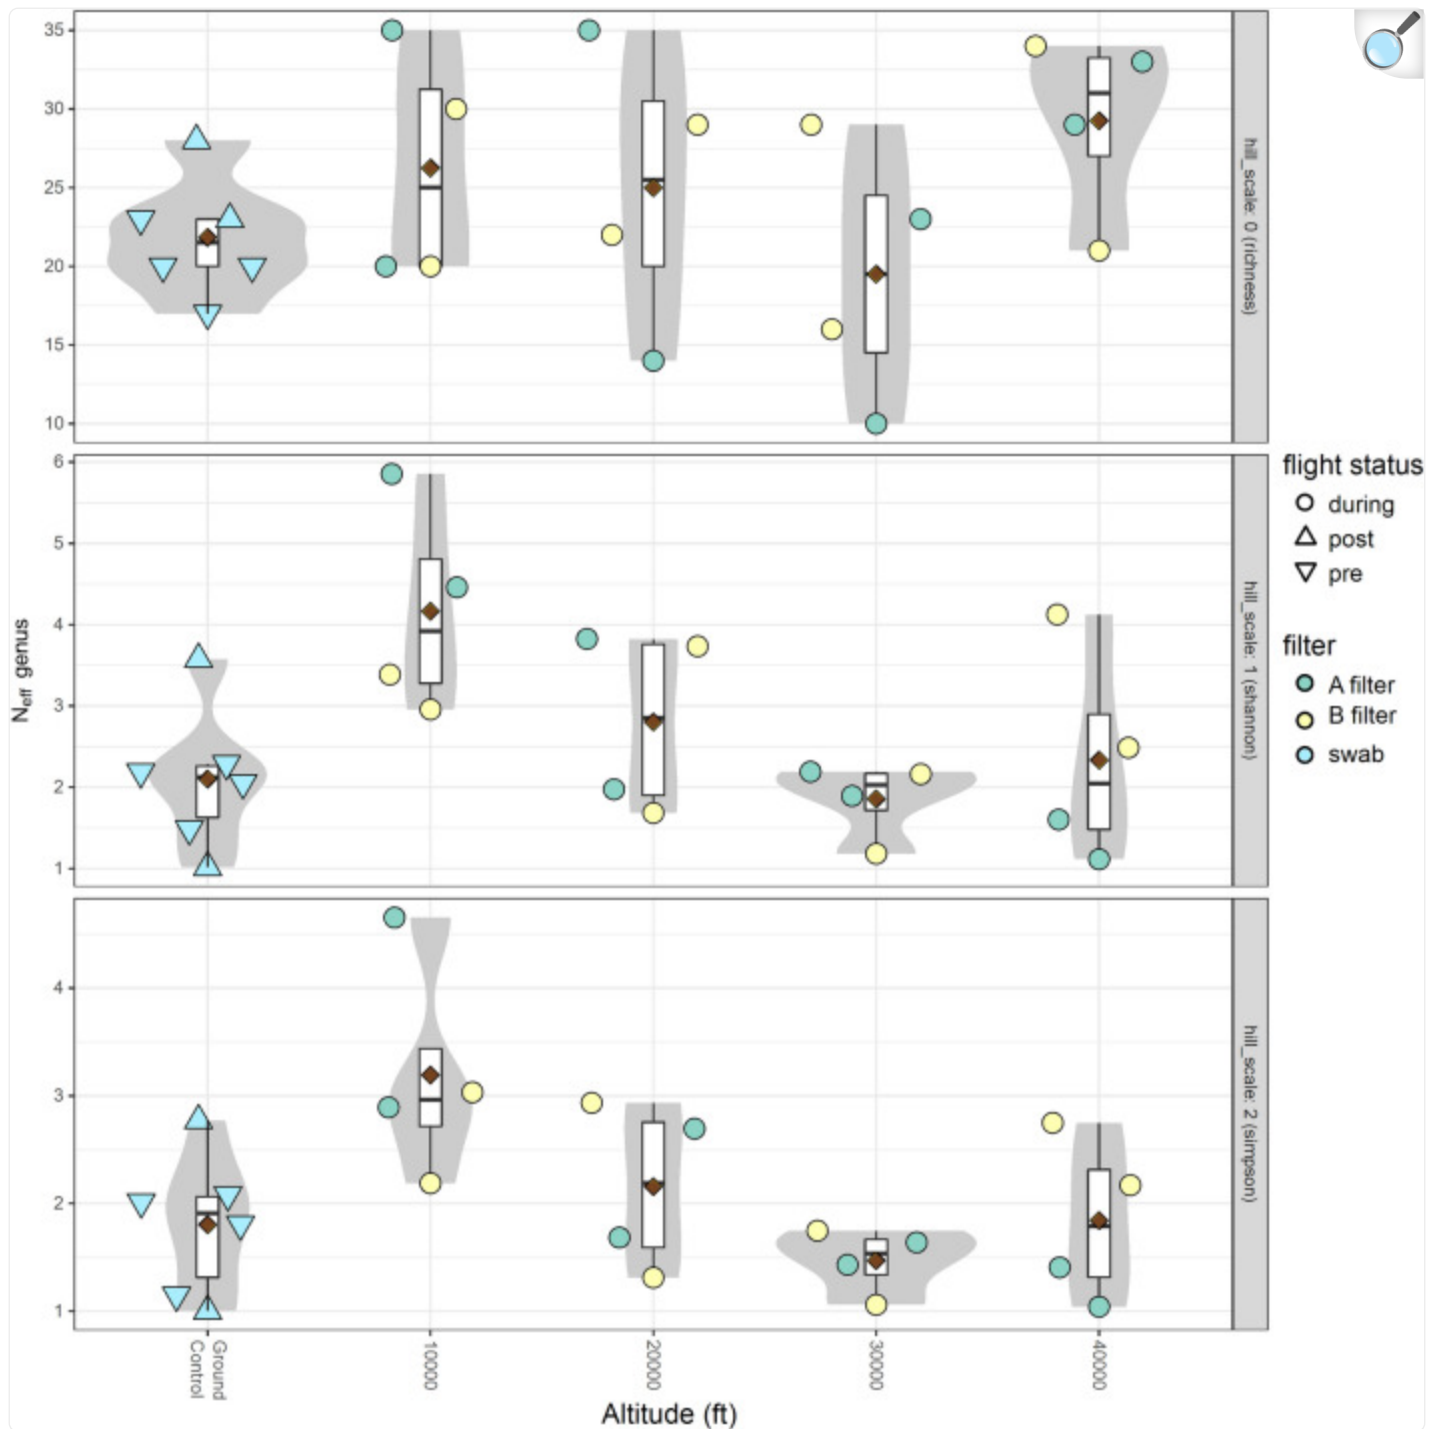 35
30
25
20
15
10
hill_scale: 0 (richness)
6
5
4
3
2
1
hill_scale: 1 (shannon)
4
3
2
1
hill_scale: 2 (simpson)
Neff genus
Ground
Control
10000
20000
30000
40000
Altitude (ft)
flight status
during
post
pre
filter
A filter
B filter
swab